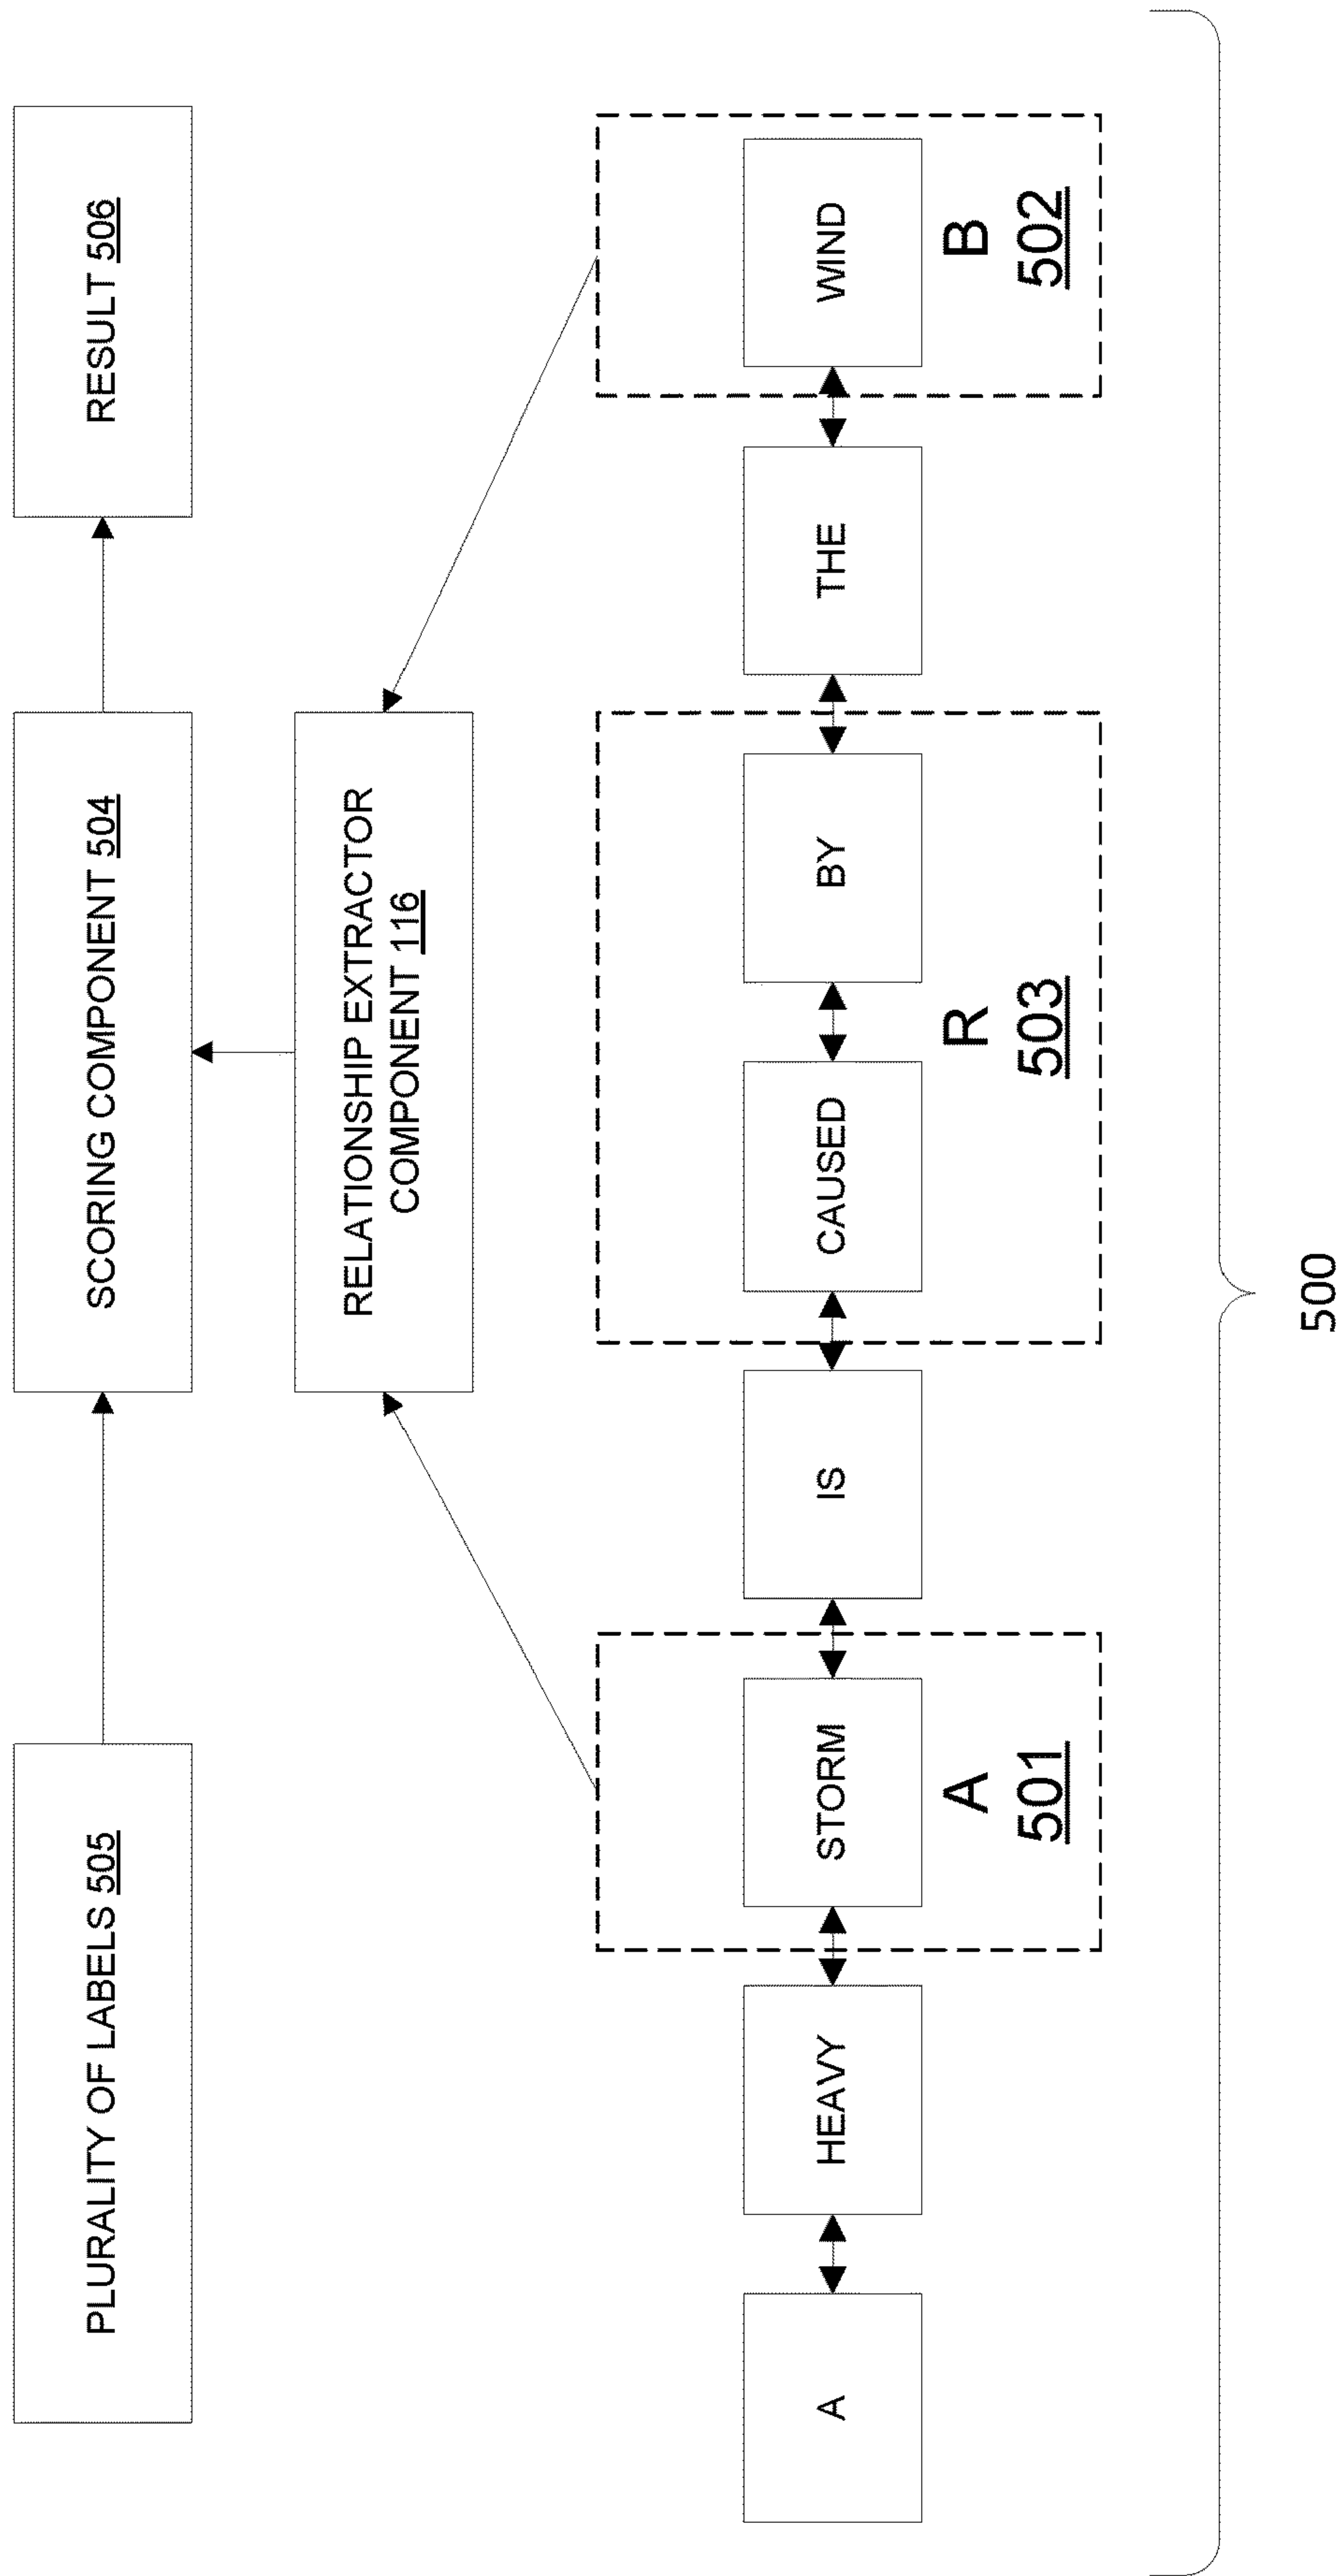 PLURALITY OF LABELS 505
SCORING COMPONENT 504
RESULT 506
RELATIONSHIP EXTRACTOR
COMPONENT 116
A
HEAVY
STORM
IS
CAUSED
BY
THE
WIND
A
501
R
503
B
502
500